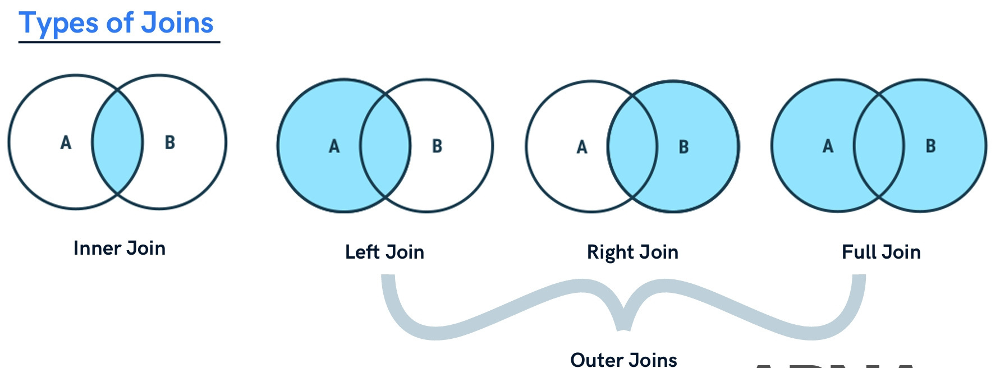 Types of Joins
A B
A B
A B
A B
Inner Join
Left Join
Right Join
Full Join
Outer Joins